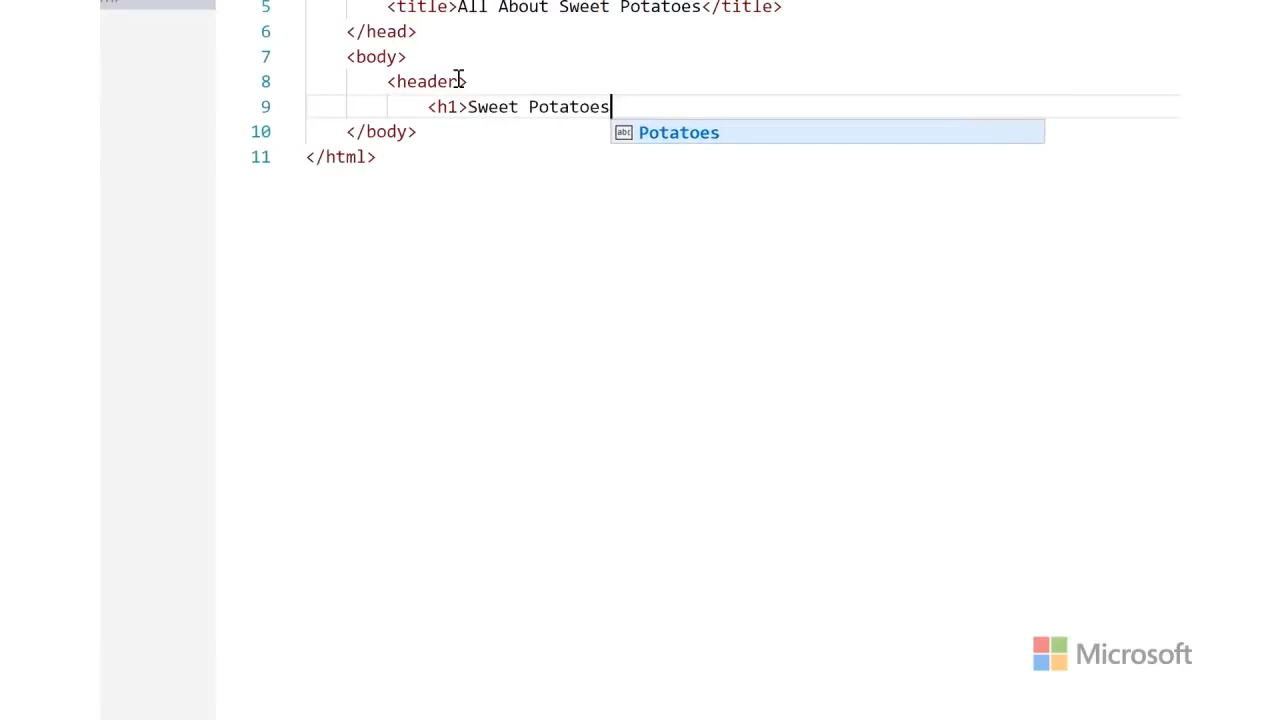 5 <title>All About Sweet Potatoes</title>
6 </head>
7 <body>
8 <header>
9 <h1>Sweet Potatoes
abc Potatoes
10 </body>
11 </html>
Microsoft